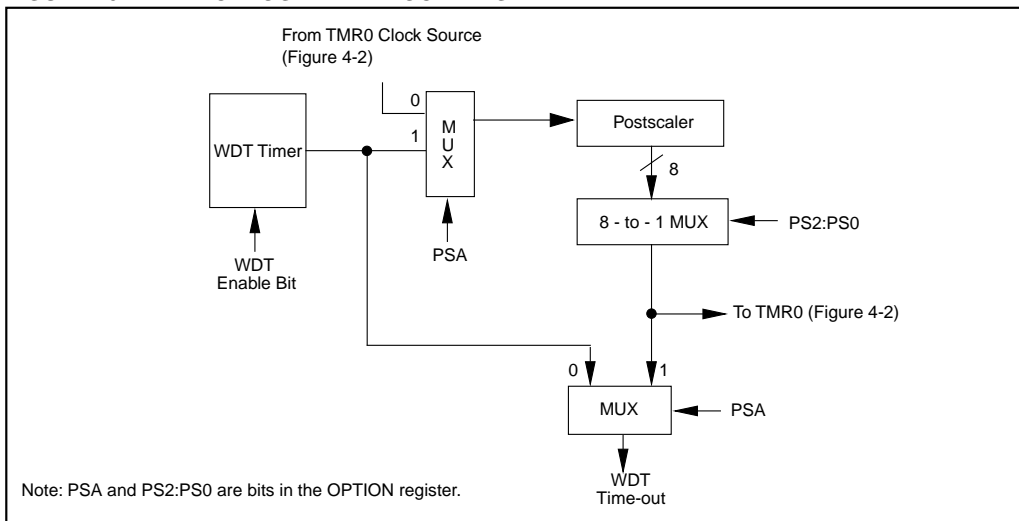 From TMR0 Clock Source
(Figure 4-2)
0
1
WDT Timer
M
U
X
Postscaler
8
8 - to - 1 MUX
PS2:PS0
PSA
WDT
Enable Bit
To TMR0 (Figure 4-2)
0
1
MUX
PSA
WDT
Time-out
Note: PSA and PS2:PS0 are bits in the OPTION register.